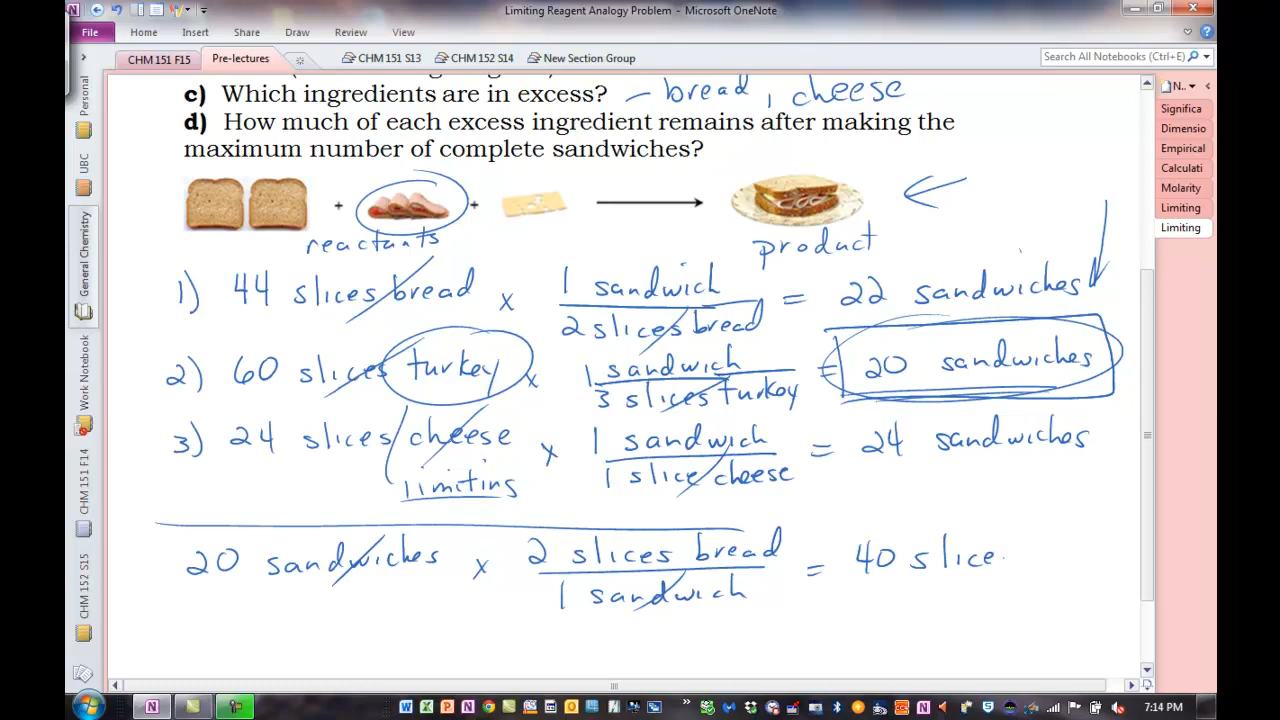 Limiting Reagent Analogy Problem - Microsoft OneNote
File Home Insert Share Draw Review View
CHM 151 F15 Pre-lectures CHM 151 S13 CHM 152 S14 New Section Group
Search All Notebooks (Ctrl+E)
Personal
UBC
General Chemistry
Work Notebook
CHM 151 F14
CHM 152 S15
c) Which ingredients are in excess? – bread, cheese
d) How much of each excess ingredient remains after making the
maximum number of complete sandwiches?
+ +
reactants product
1) 44 slices bread x 1 sandwich / 2 slices bread = 22 sandwiches
2) 60 slices turkey x 1 sandwich / 3 slices turkey = 20 sandwiches
3) 24 slices cheese x 1 sandwich / 1 slice cheese = 24 sandwiches
limiting
20 sandwiches x 2 slices bread / 1 sandwich = 40 slice
N..
Significa
Dimensio
Empirical
Calculati
Molarity
Limiting
Limiting
7:14 PM